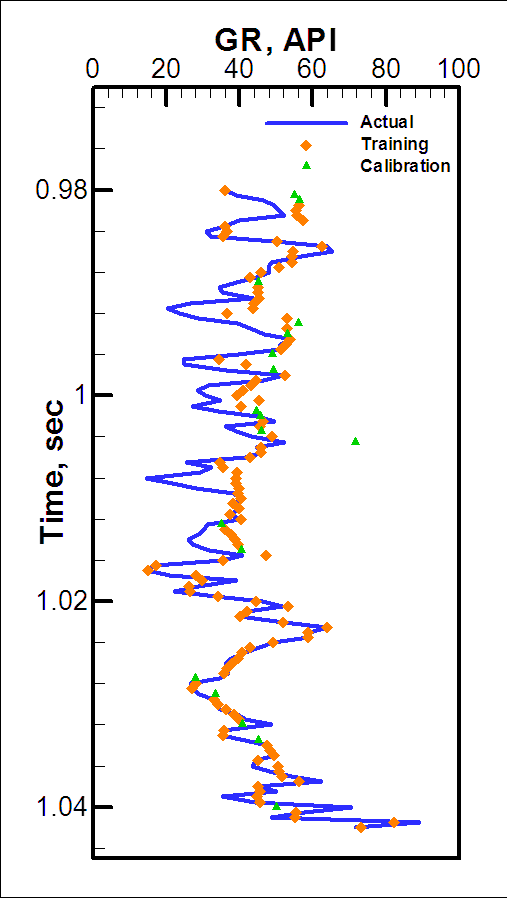 GR, API
0 20 40 60 80 100
Actual
Training
Calibration
0.98
1
1.02
1.04
Time, sec